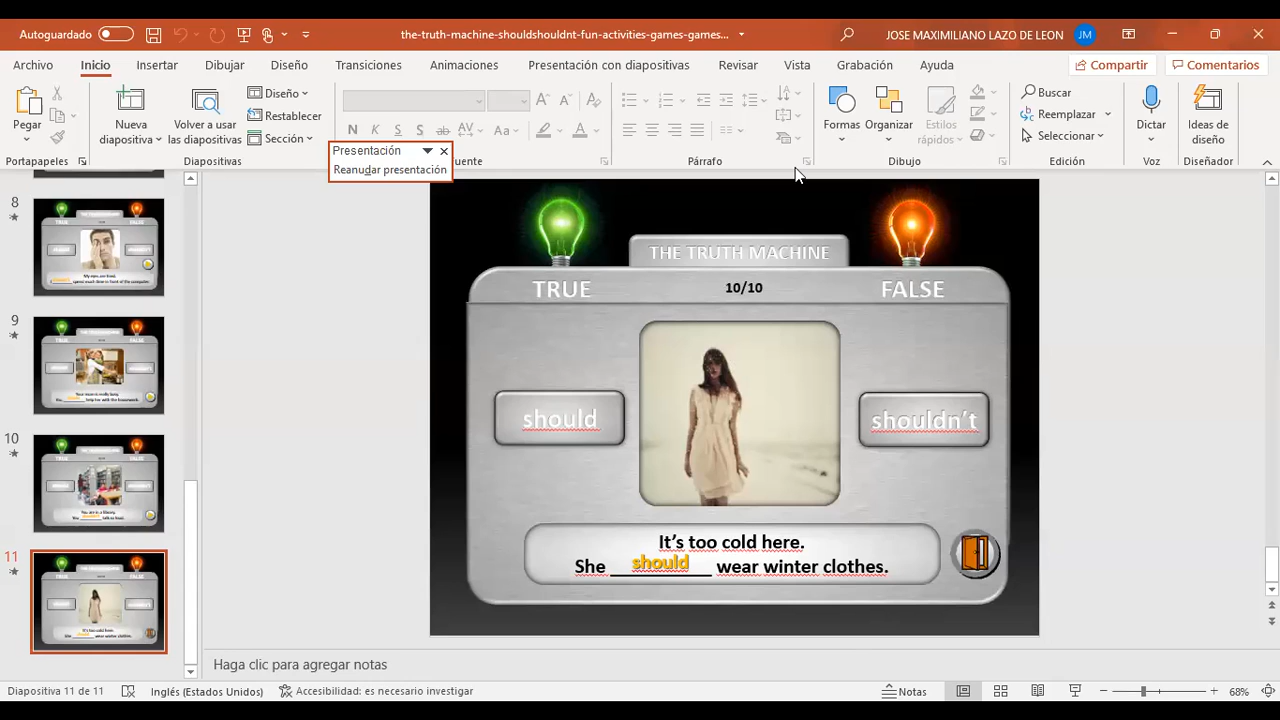 Autoguardado
the-truth-machine-shouldshouldnt-fun-activities-games-games...
JOSE MAXIMILIANO LAZO DE LEON
JM
Archivo
Inicio
Insertar
Dibujar
Diseño
Transiciones
Animaciones
Presentación con diapositivas
Revisar
Vista
Grabación
Ayuda
Compartir
Comentarios
Pegar
Nueva diapositiva
Volver a usar las diapositivas
Diseño
Restablecer
Sección
N K S S ab AV Aa A
Formas
Organizar
Estilos rápidos
Buscar
Reemplazar
Seleccionar
Dictar
Ideas de diseño
Portapapeles
Diapositivas
uente
Párrafo
Dibujo
Edición
Voz
Diseñador
Presentación
Reanudar presentación
8
9
10
11
THE TRUTH MACHINE
TRUE
10/10
FALSE
should
shouldn't
It's too cold here.
She should wear winter clothes.
Haga clic para agregar notas
Diapositiva 11 de 11
Inglés (Estados Unidos)
Accesibilidad: es necesario investigar
Notas
68%